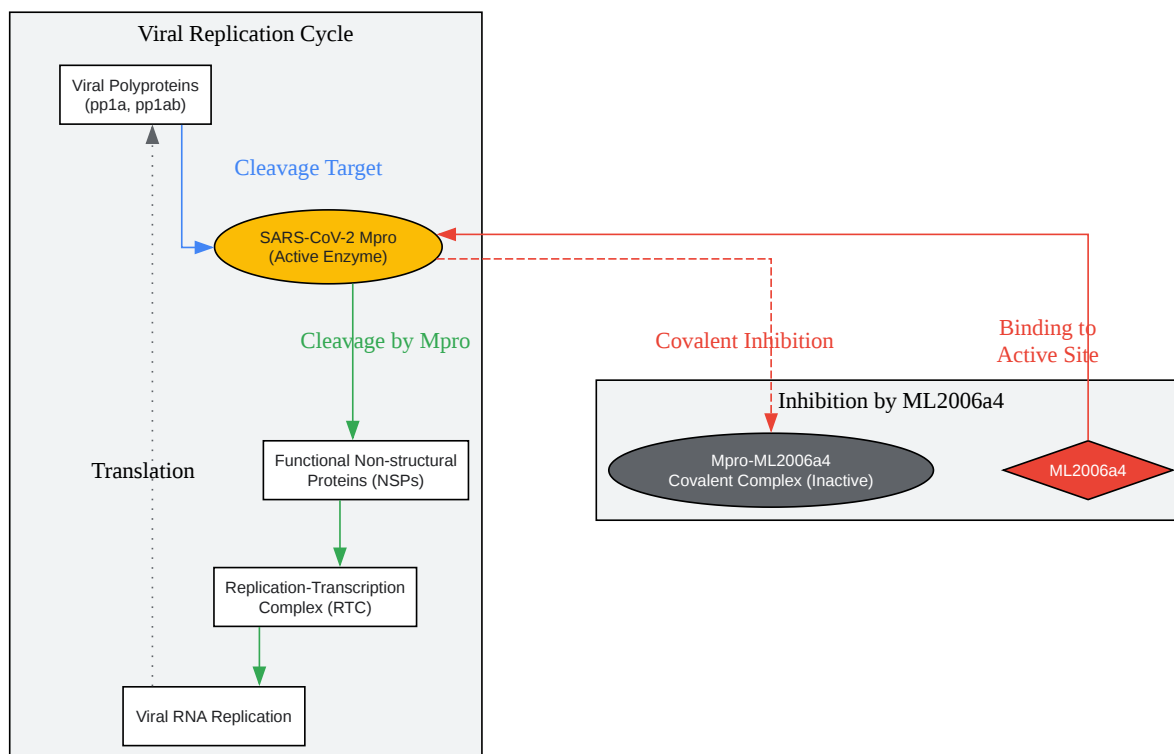 Viral Replication Cycle
Viral Polyproteins
(pp1a, pp1ab)
Cleavage Target
SARS-CoV-2 Mpro
(Active Enzyme)
Cleavage by Mpro
Covalent Inhibition
Binding to
Active Site
Inhibition by ML2006a4
Translation
Functional Non-structural
Proteins (NSPs)
Mpro-ML2006a4
Covalent Complex (Inactive)
ML2006a4
Replication-Transcription
Complex (RTC)
Viral RNA Replication